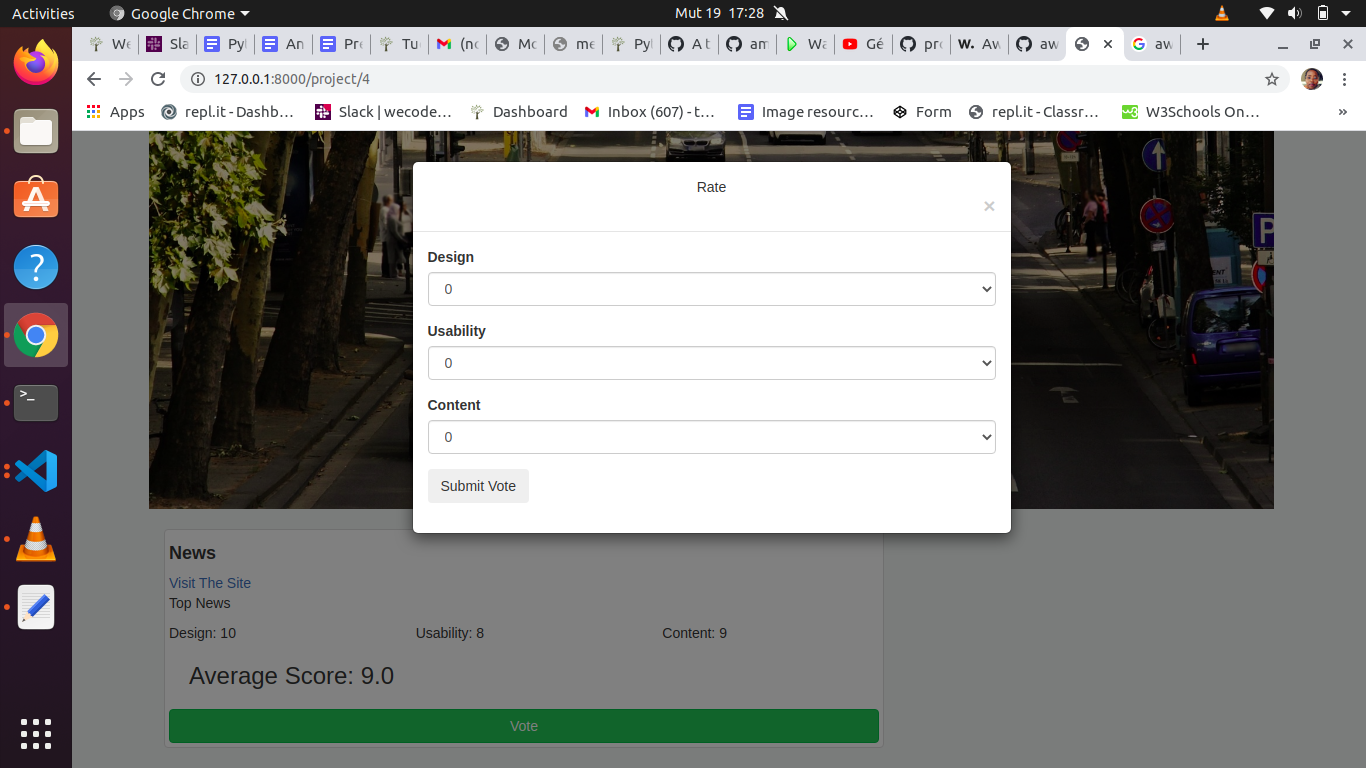 Activities Google Chrome Mut 19 17:28
We Sla Pyt An Pre Tu (no Mc me Pyt A t am Wa Gé pro W. Aw aw aw
127.0.0.1:8000/project/4
Apps repl.it - Dashb… Slack | wecode… Dashboard Inbox (607) - t… Image resourc… Form repl.it - Classr… W3Schools On… »
Rate
×
Design
0
Usability
0
Content
0
Submit Vote
News
Visit The Site
Top News
Design: 10 Usability: 8 Content: 9
Average Score: 9.0
Vote